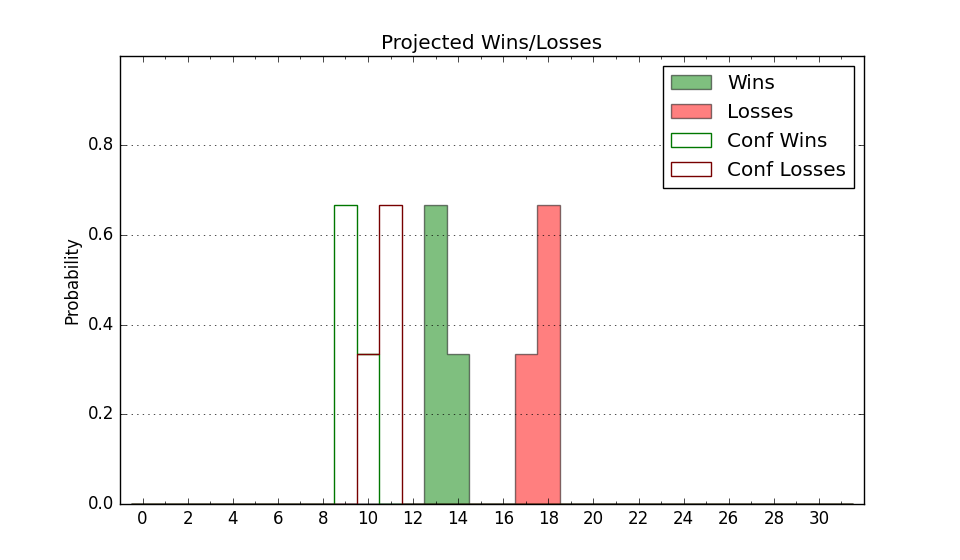 Projected Wins/Losses
Wins
Losses
Conf Wins
Conf Losses
Probability
0.8
0.6
0.4
0.2
0.0
0 2 4 6 8 10 12 14 16 18 20 22 24 26 28 30